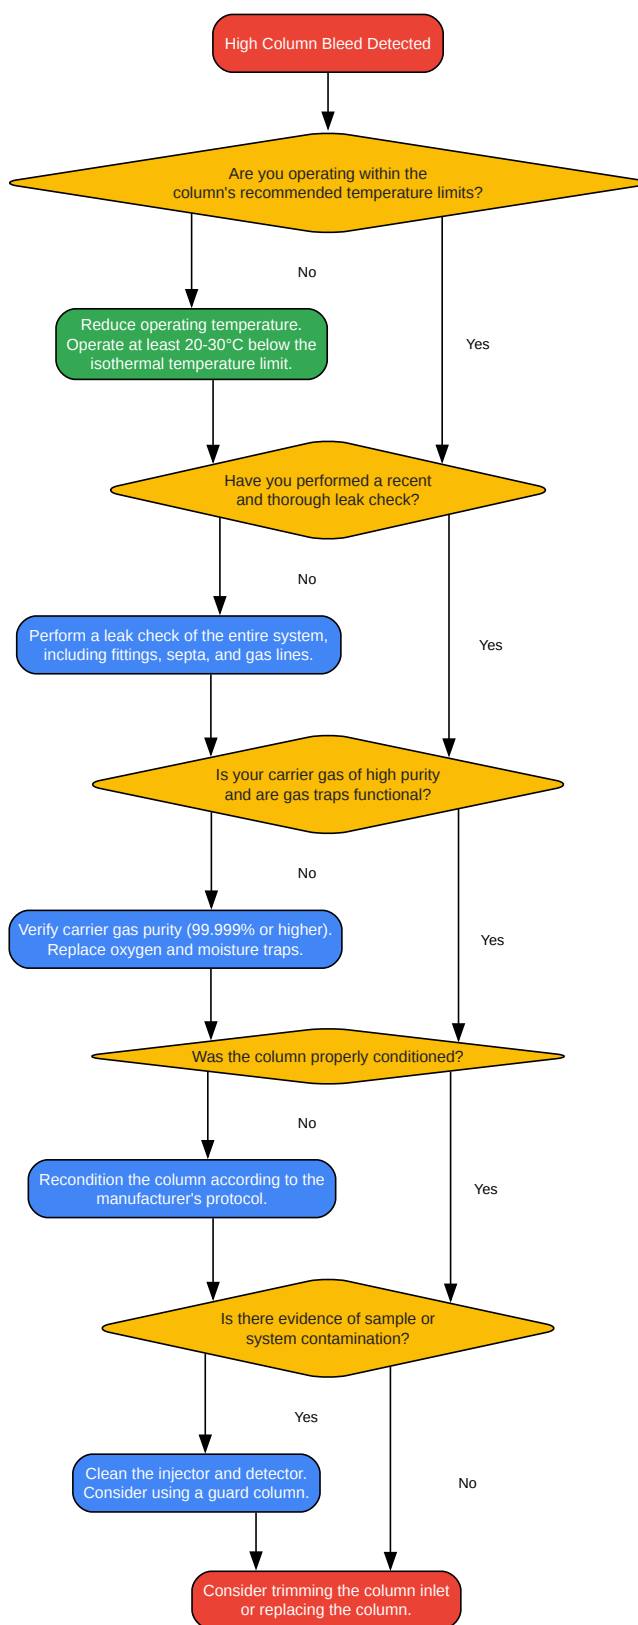 High Column Bleed Detected
Are you operating within the
column's recommended temperature limits?
No
Reduce operating temperature.
Operate at least 20-30°C below the
isothermal temperature limit.
Yes
Have you performed a recent
and thorough leak check?
No
Perform a leak check of the entire system,
including fittings, septa, and gas lines.
Yes
Is your carrier gas of high purity
and are gas traps functional?
No
Verify carrier gas purity (99.999% or higher).
Replace oxygen and moisture traps.
Yes
Was the column properly conditioned?
No
Recondition the column according to the
manufacturer's protocol.
Yes
Is there evidence of sample or
system contamination?
Yes
Clean the injector and detector.
Consider using a guard column.
No
Consider trimming the column inlet
or replacing the column.